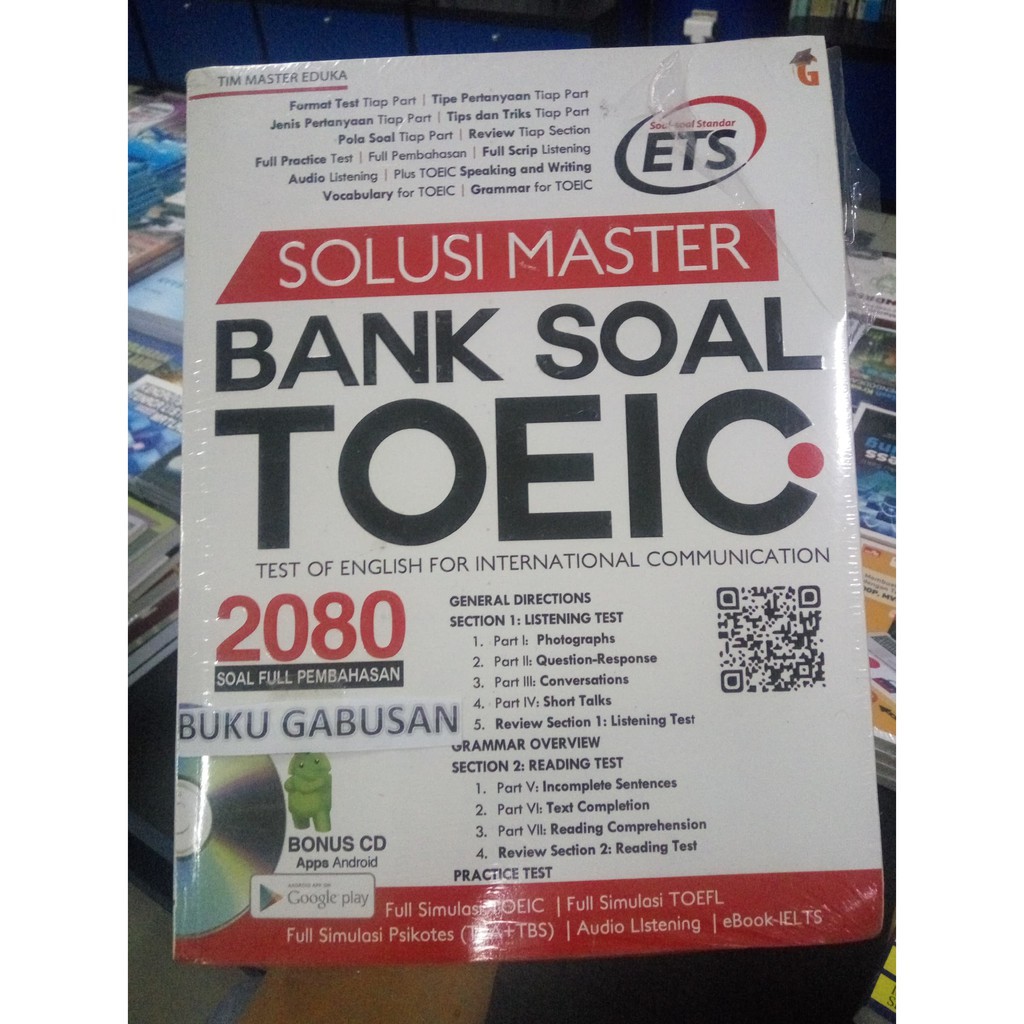 TIM MASTER EDUKA
Format Test Tiap Part | Tipe Pertanyaan Tiap Part
Jenis Pertanyaan Tiap Part | Tips dan Triks Tiap Part
Pola Soal Tiap Part | Review Tiap Section
Full Practice Test | Full Pembahasan | Full Scrip Listening
Audio Listening | Plus TOEIC Speaking and Writing
Vocabulary for TOEIC | Grammar for TOEIC
G
Soal-soal Standar
ETS
SOLUSI MASTER
BANK SOAL
TOEIC
TEST OF ENGLISH FOR INTERNATIONAL COMMUNICATION
2080
SOAL FULL PEMBAHASAN
BUKU GABUSAN
BONUS CD
Apps Android
ANDROID APP ON
Google play
GENERAL DIRECTIONS
SECTION 1: LISTENING TEST
1. Part I: Photographs
2. Part II: Question-Response
3. Part III: Conversations
4. Part IV: Short Talks
5. Review Section 1: Listening Test
GRAMMAR OVERVIEW
SECTION 2: READING TEST
1. Part V: Incomplete Sentences
2. Part VI: Text Completion
3. Part VII: Reading Comprehension
4. Review Section 2: Reading Test
PRACTICE TEST
Full Simulasi TOEIC | Full Simulasi TOEFL
Full Simulasi Psikotes (TPA+TBS) | Audio LIstening | eBook-IELTS